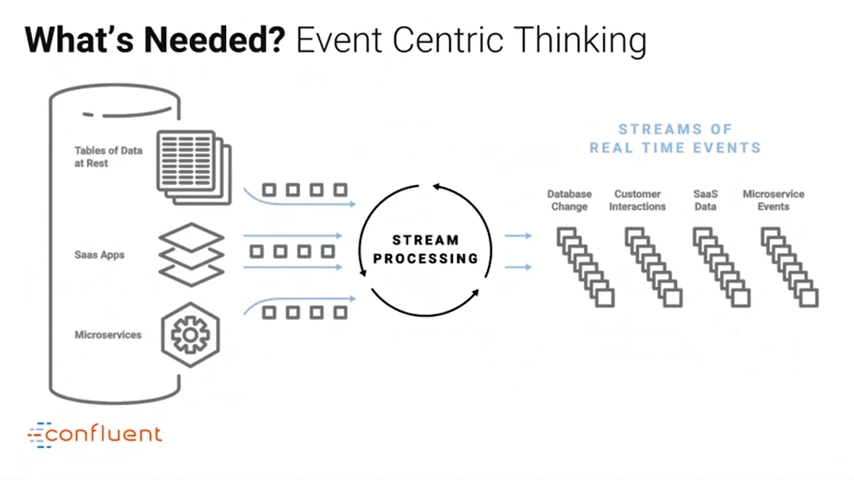 What's Needed? Event Centric Thinking
Tables of Data
at Rest
Saas Apps
Microservices
STREAM
PROCESSING
STREAMS OF
REAL TIME EVENTS
Database
Change
Customer
Interactions
SaaS
Data
Microservice
Events
confluent